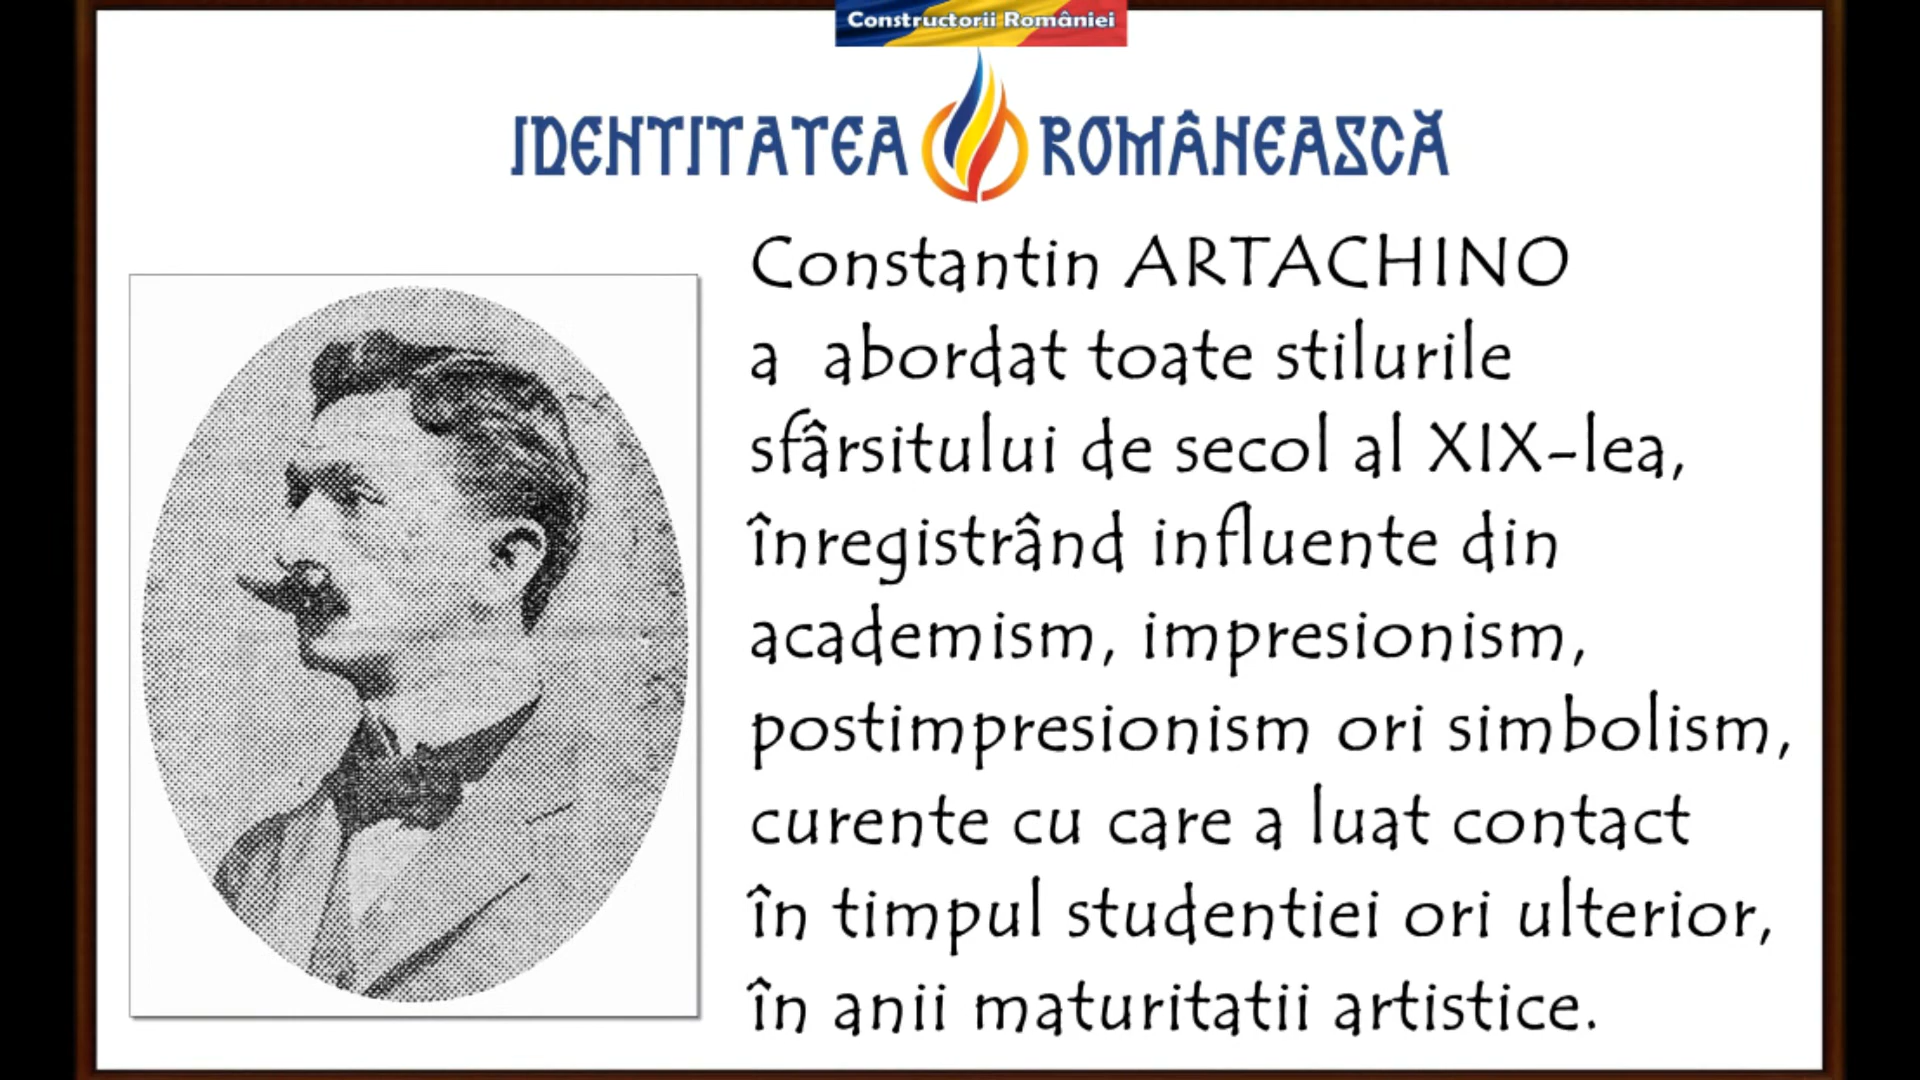 Constructorii României
IDENTITATEA ROMÂNEASCĂ
Constantin ARTACHINO
a abordat toate stilurile
sfârsitului de secol al XIX-lea,
înregistrând influente din
academism, impresionism,
postimpresionism ori simbolism,
curente cu care a luat contact
în timpul studentiei ori ulterior,
în anii maturitatii artistice.